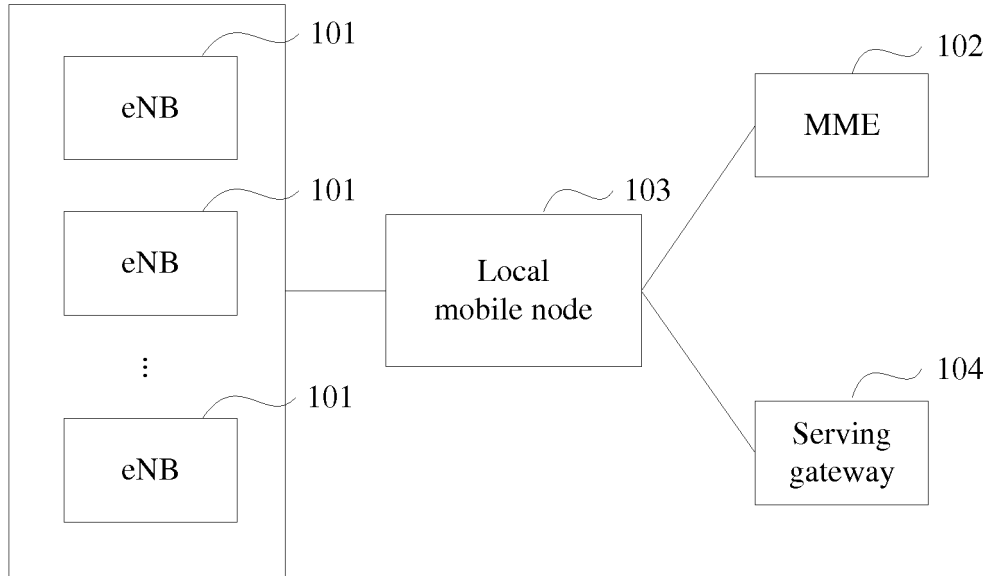 101
eNB
101
eNB
...
101
eNB
103
Local
mobile node
102
MME
104
Serving
gateway